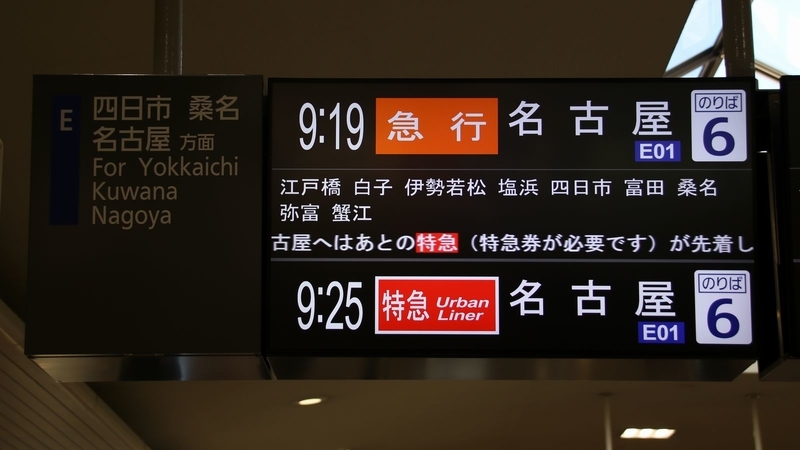 E
四日市 桑名
名古屋 方面
For Yokkaichi
Kuwana
Nagoya
9:19 急行 名古屋 E01 のりば 6
江戸橋 白子 伊勢若松 塩浜 四日市 富田 桑名
弥富 蟹江
古屋へはあとの特急（特急券が必要です）が先着し
9:25 特急 Urban Liner 名古屋 E01 のりば 6